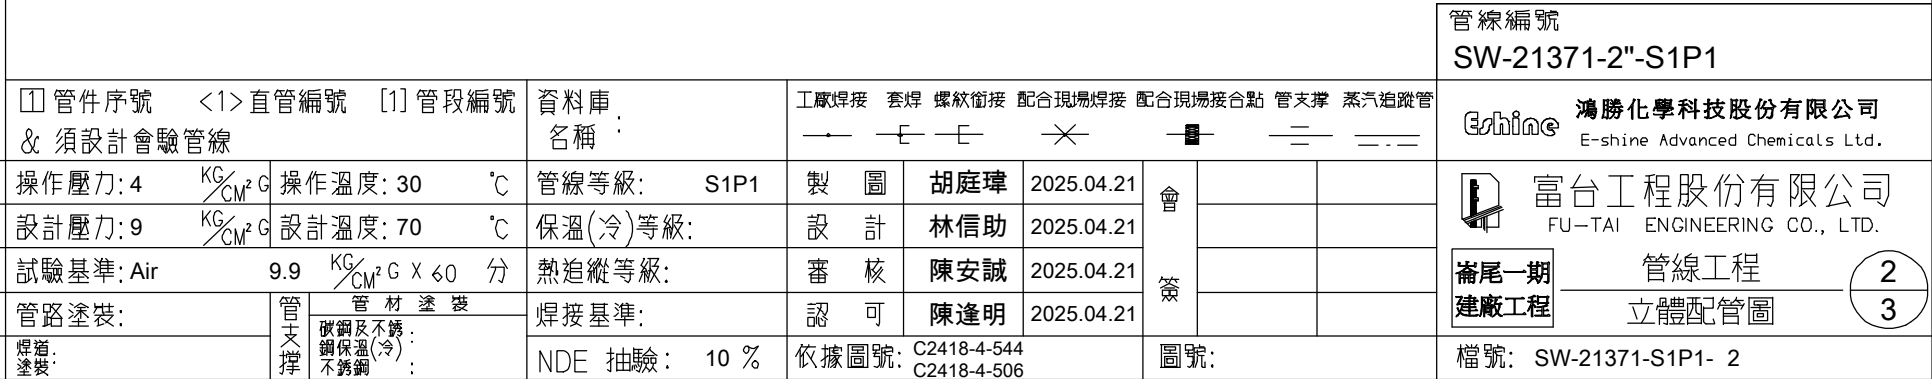 管線編號
SW-21371-2"-S1P1
1 管件序號 <1>直管編號 [1] 管段編號
& 須設計會驗管線
資料庫名稱 :
工廠焊接 套焊 螺紋銜接 配合現場焊接 配合現場接合點 管支撐 蒸汽追蹤管
Eshine 鴻勝化學科技股份有限公司
E-shine Advanced Chemicals Ltd.
操作壓力: 4 KG/CM² G 操作溫度: 30 °C 管線等級: S1P1
設計壓力: 9 KG/CM² G 設計溫度: 70 °C 保溫(冷)等級:
試驗基準: Air 9.9 KG/CM² G X 60 分 熱追縱等級:
管路塗裝:
焊道塗裝:
管支撐
管材塗裝
碳鋼及不銹鋼保溫(冷) :
不銹鋼 :
焊接基準:
NDE 抽驗: 10 %
製圖 胡庭瑋 2025.04.21
設計 林信助 2025.04.21
審核 陳安誠 2025.04.21
認可 陳逢明 2025.04.21
會簽
依據圖號: C2418-4-544
C2418-4-506
圖號:
富台工程股份有限公司
FU-TAI ENGINEERING CO., LTD.
崙尾一期
建廠工程
管線工程
立體配管圖
2
3
檔號: SW-21371-S1P1- 2